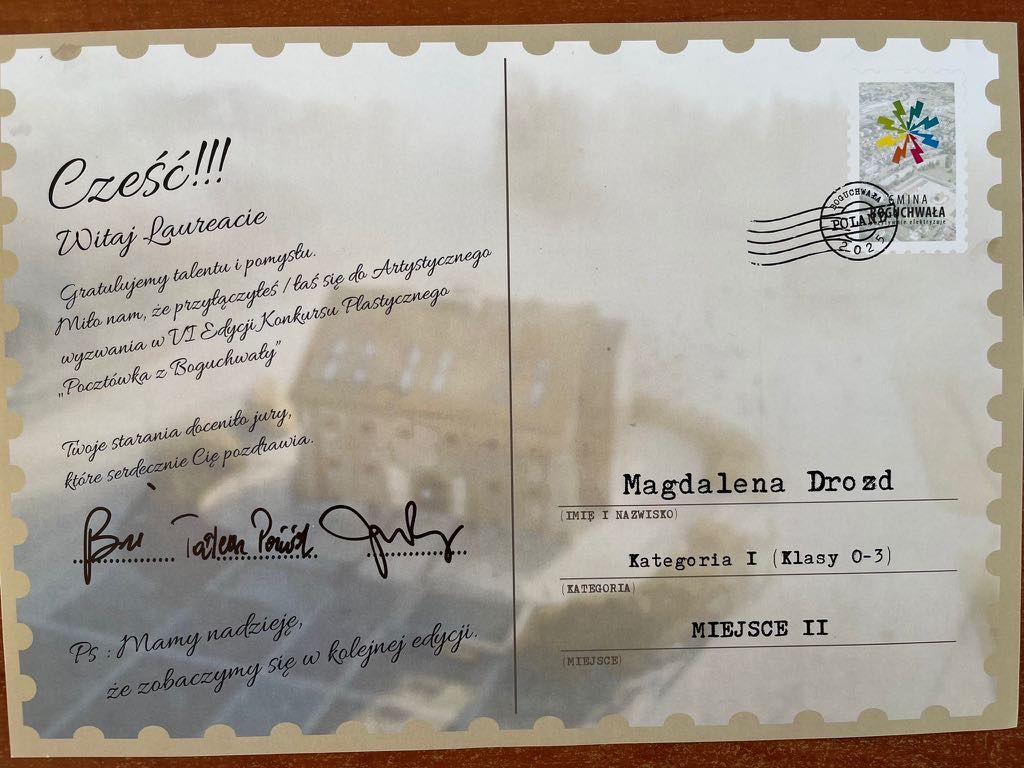 Cześć!!!
Witaj Laureacie
Gratulujemy talentu i pomysłu.
Miło nam, że przyłączyłeś / łaś się do Artystycznego
wyzwania w VI Edycji Konkursu Plastycznego
„Pocztówka z Boguchwały”
Twoje starania doceniło jury,
które serdecznie Cię pozdrawia.
Ps : Mamy nadzieję,
że zobaczymy się w kolejnej edycji.
GMINA
BOGUCHWAŁA
BOGUCHWAŁA
POLAND
2025
Magdalena Drozd
(IMIĘ I NAZWISKO)
Kategoria I (Klasy 0-3)
(KATEGORIA)
MIEJSCE II
(MIEJSCE)